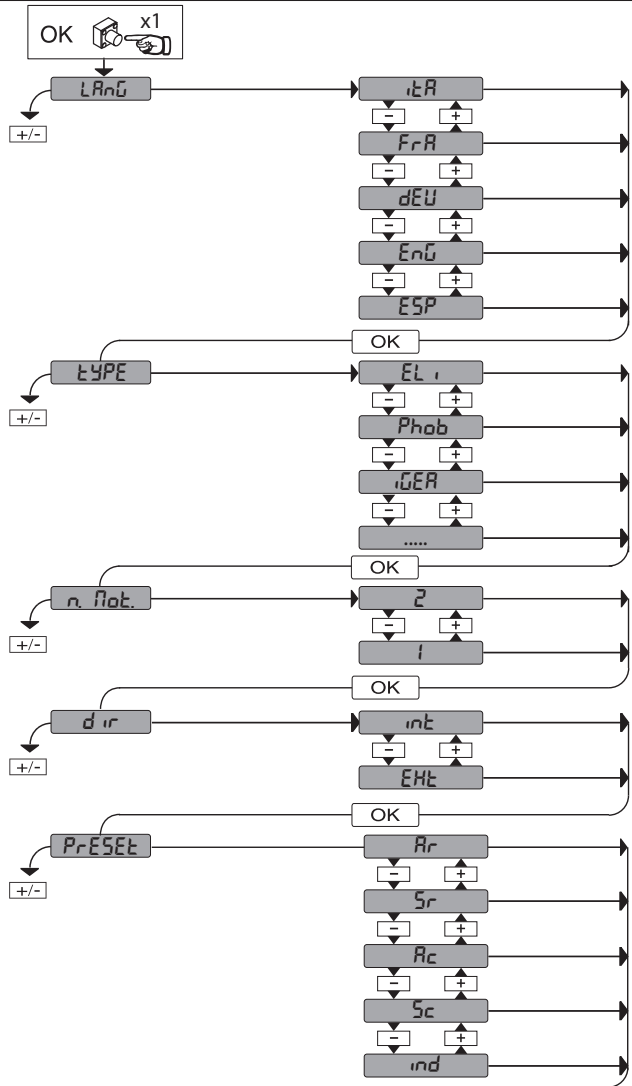 OK x1
LAnG itA
+/-
- +
FrA
- +
dEU
- +
EnG
- +
ESP
OK
tYPE ELi
+/-
- +
Phob
- +
iGEA
- +
.....
OK
n. Mot. 2
+/-
- +
1
OK
dir int
+/-
- +
EHt
OK
PrESEt Ar
+/-
- +
Sr
- +
Ac
- +
Sc
- +
ind